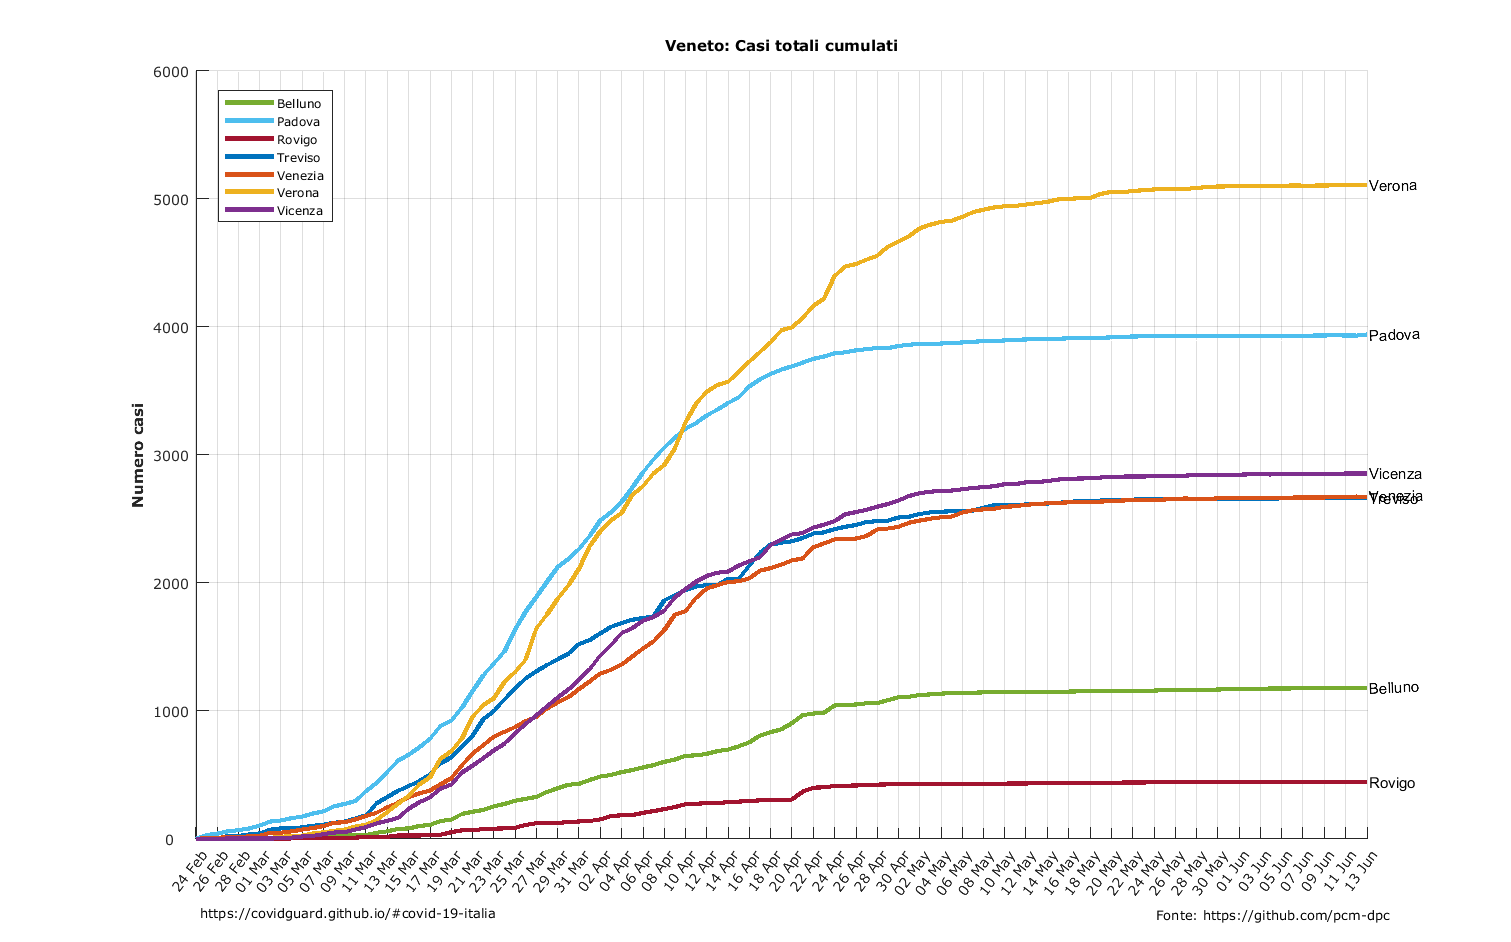 Veneto: Casi totali cumulati
6000
5000
4000
3000
2000
1000
0
Numero casi
Belluno
Padova
Rovigo
Treviso
Venezia
Verona
Vicenza
Verona
Padova
Vicenza
Venezia
Treviso
Belluno
Rovigo
24 Feb
26 Feb
28 Feb
01 Mar
03 Mar
05 Mar
07 Mar
09 Mar
11 Mar
13 Mar
15 Mar
17 Mar
19 Mar
21 Mar
23 Mar
25 Mar
27 Mar
29 Mar
31 Mar
02 Apr
04 Apr
06 Apr
08 Apr
10 Apr
12 Apr
14 Apr
16 Apr
18 Apr
20 Apr
22 Apr
24 Apr
26 Apr
28 Apr
30 Apr
02 May
04 May
06 May
08 May
10 May
12 May
14 May
16 May
18 May
20 May
22 May
24 May
26 May
28 May
30 May
01 Jun
03 Jun
05 Jun
07 Jun
09 Jun
11 Jun
13 Jun
https://covidguard.github.io/#covid-19-italia
Fonte: https://github.com/pcm-dpc